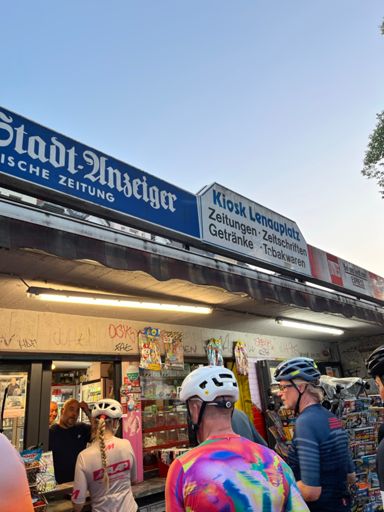 Stadt-Anzeiger
ISCHE ZEITUNG
Kiosk Lenauplatz
Zeitungen · Zeitschriften
Getränke · Tabakwaren